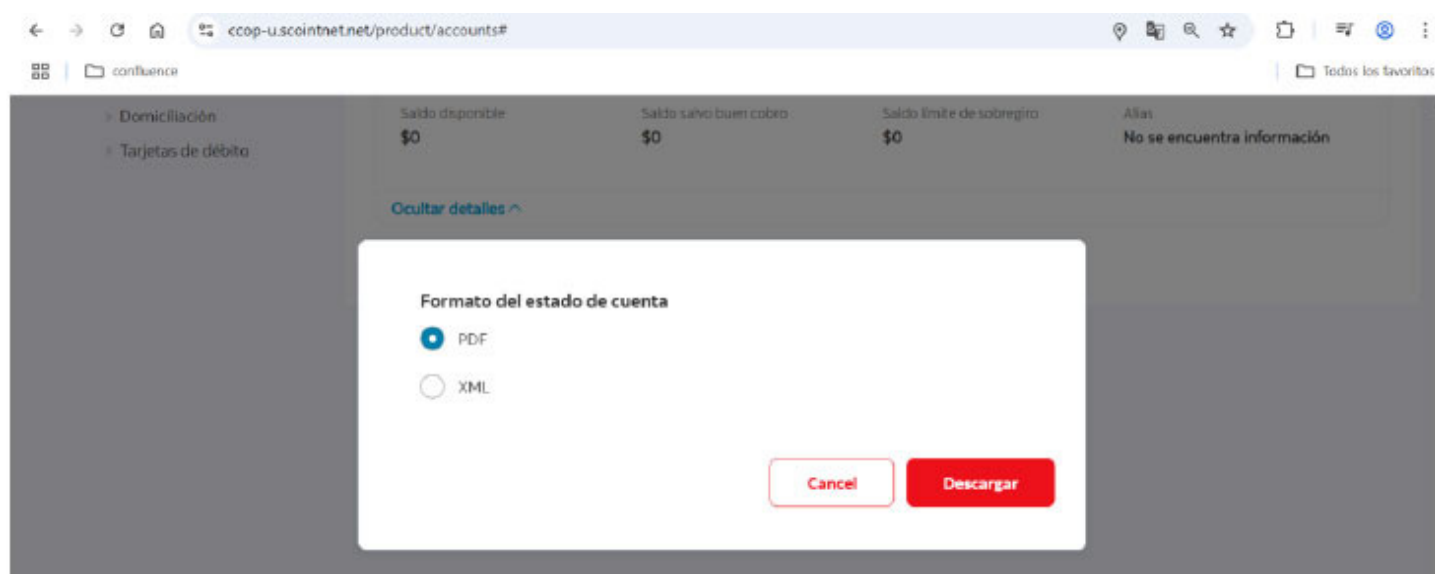 ccop-u.scointnet.net/product/accounts#
confluence
Todos los favoritos
Domiciliación
Tarjetas de débito
Saldo disponible
$0
Saldo salvo buen cobro
$0
Saldo límite de sobregiro
$0
Alias
No se encuentra información
Ocultar detalles
Formato del estado de cuenta
PDF
XML
Cancel
Descargar